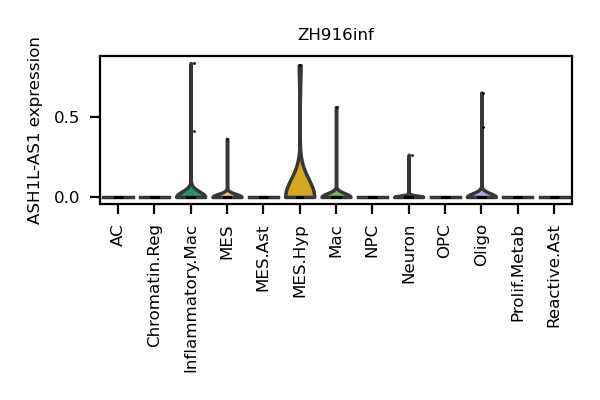 ZH916inf
ASH1L-AS1 expression
0.5
0.0
AC
Chromatin.Reg
Inflammatory.Mac
MES
MES.Ast
MES.Hyp
Mac
NPC
Neuron
OPC
Oligo
Prolif.Metab
Reactive.Ast